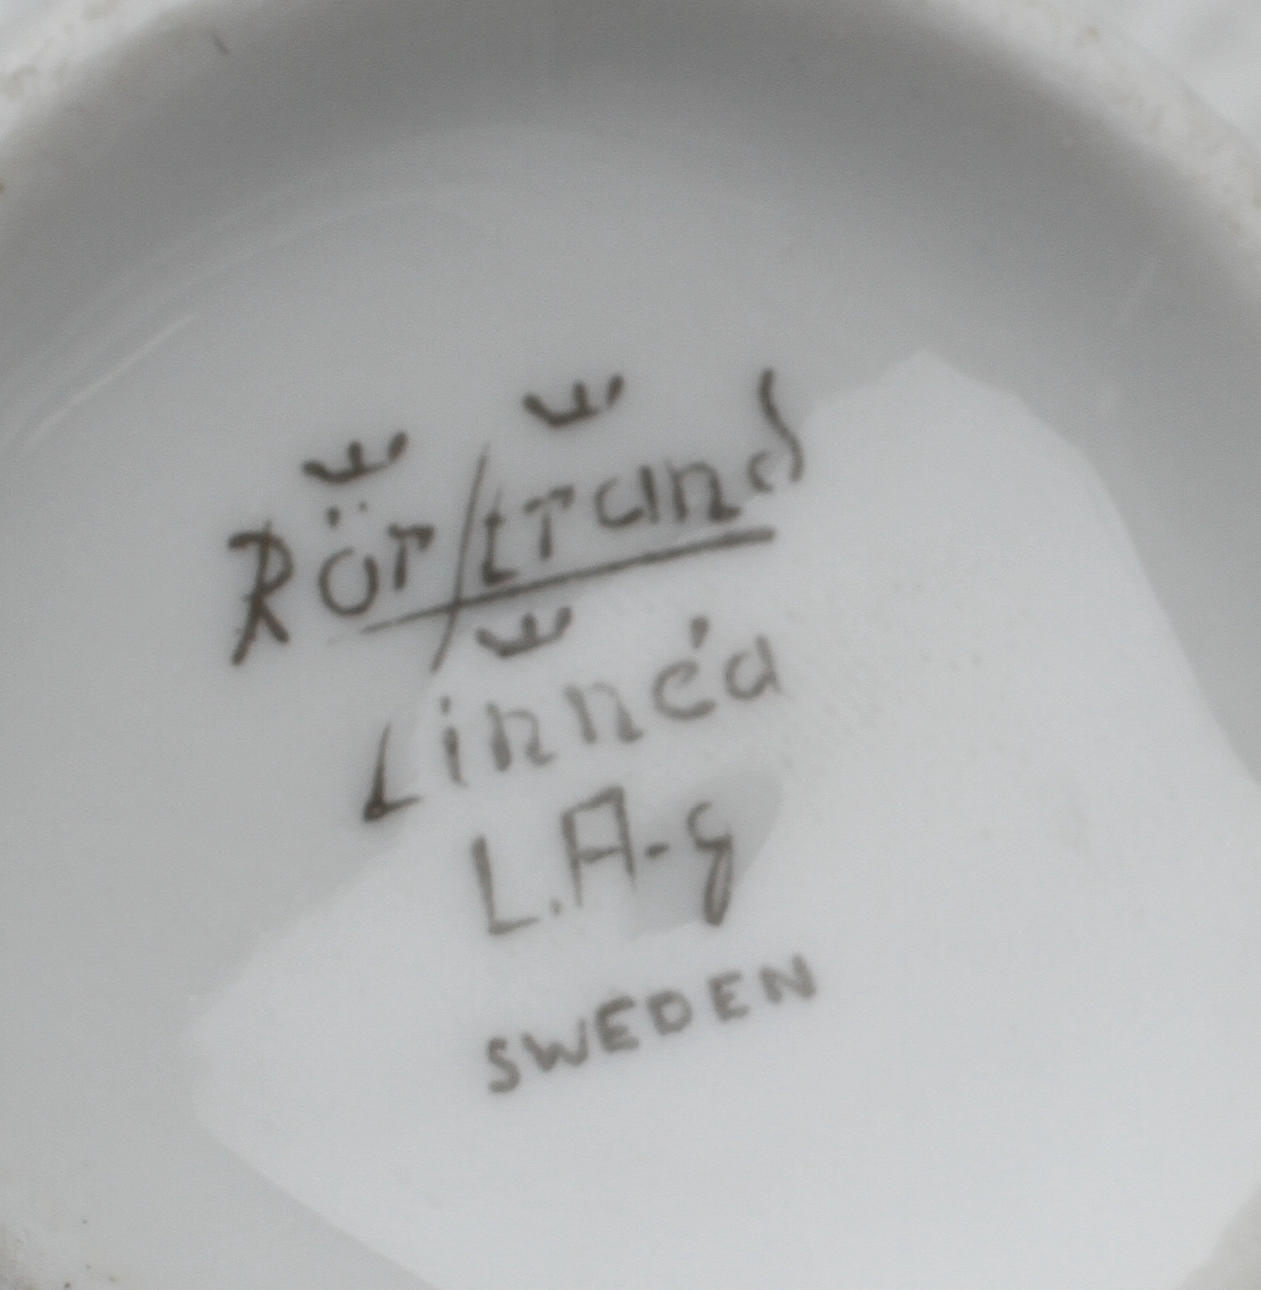 Rörstrand
Linnéa
L.A-g
SWEDEN